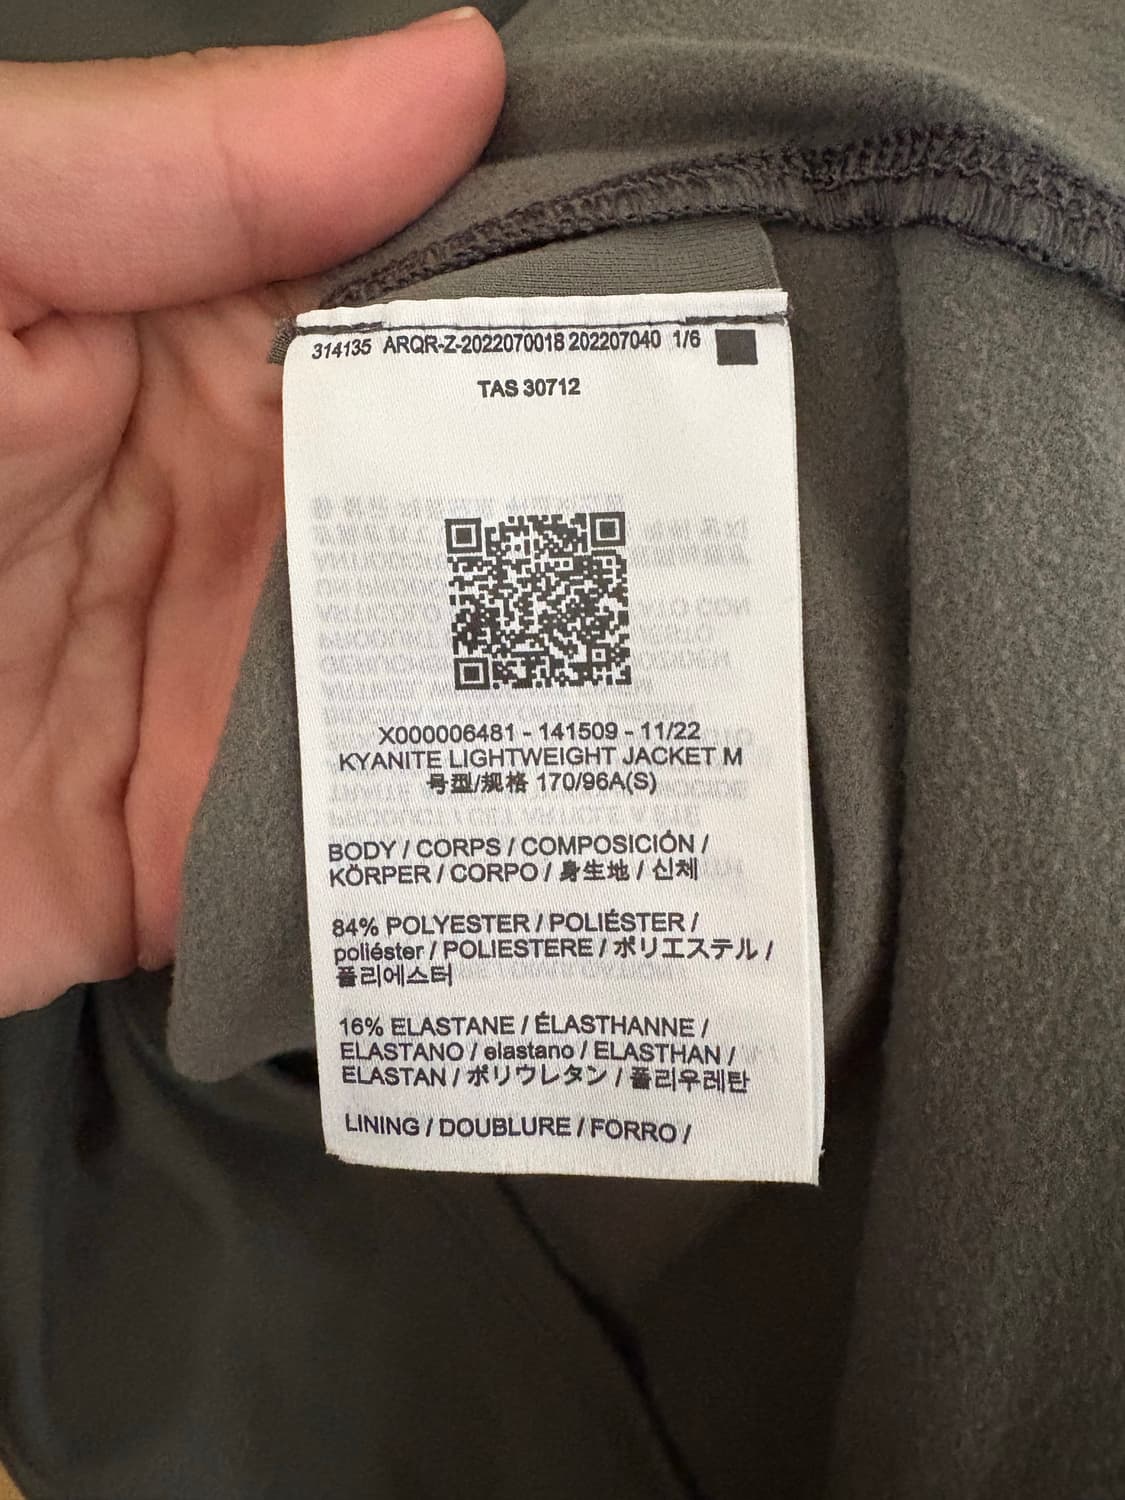 314135 ARQR-Z-2022070018 202207040 1/6
TAS 30712
X000006481 - 141509 - 11/22
KYANITE LIGHTWEIGHT JACKET M
号型/规格 170/96A(S)
BODY / CORPS / COMPOSICIÓN /
KÖRPER / CORPO / 身生地 / 신체
84% POLYESTER / POLIÉSTER /
poliéster / POLIESTERE / ポリエステル /
폴리에스터
16% ELASTANE / ÉLASTHANNE /
ELASTANO / elastano / ELASTHAN /
ELASTAN / ポリウレタン / 폴리우레탄
LINING / DOUBLURE / FORRO /